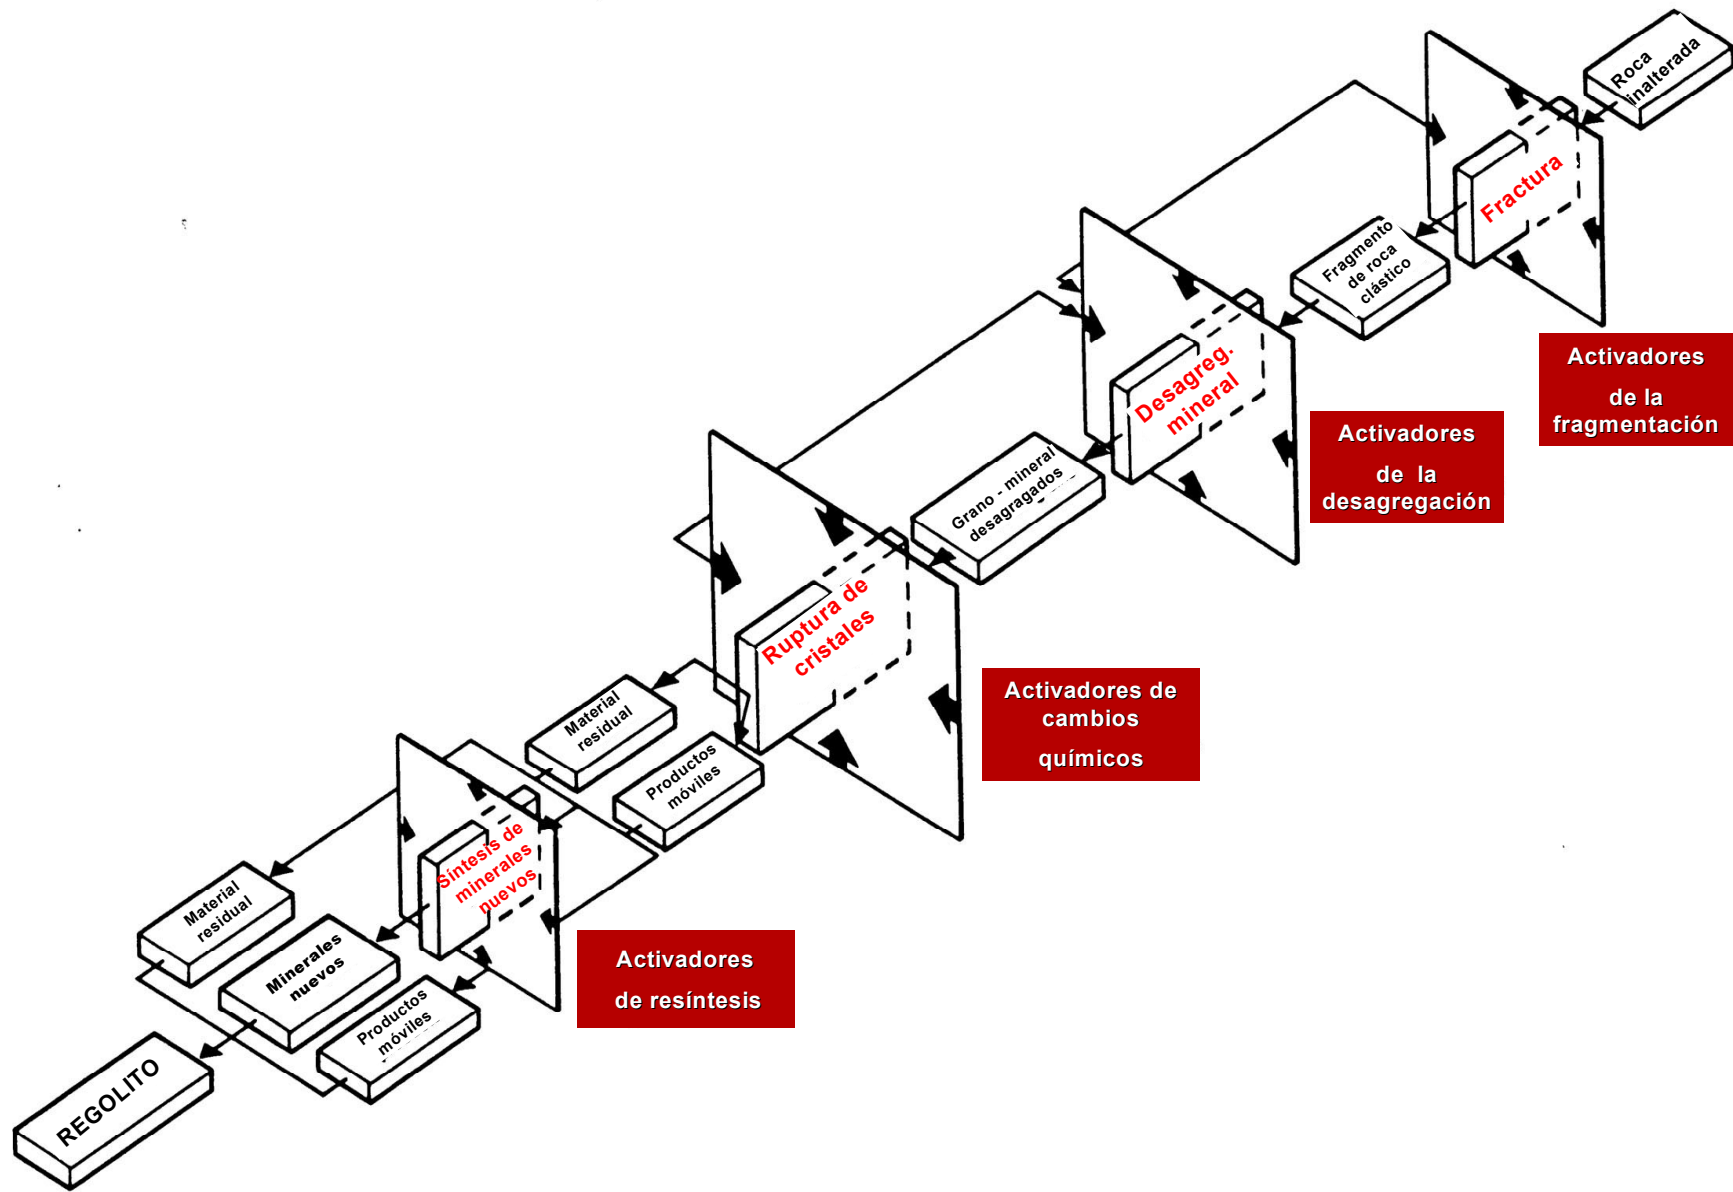 Roca
inalterada
Fractura
Fragmento
de roca
clástico
Activadores
de la
fragmentación
Desagreg.
mineral
Activadores
de la
desagregación
Grano - mineral
desagragados
Ruptura de
cristales
Activadores de
cambios
químicos
Material
residual
Productos
móviles
Síntesis de
minerales
nuevos
Activadores
de resíntesis
Material
residual
Minerales
nuevos
Productos
móviles
REGOLITO